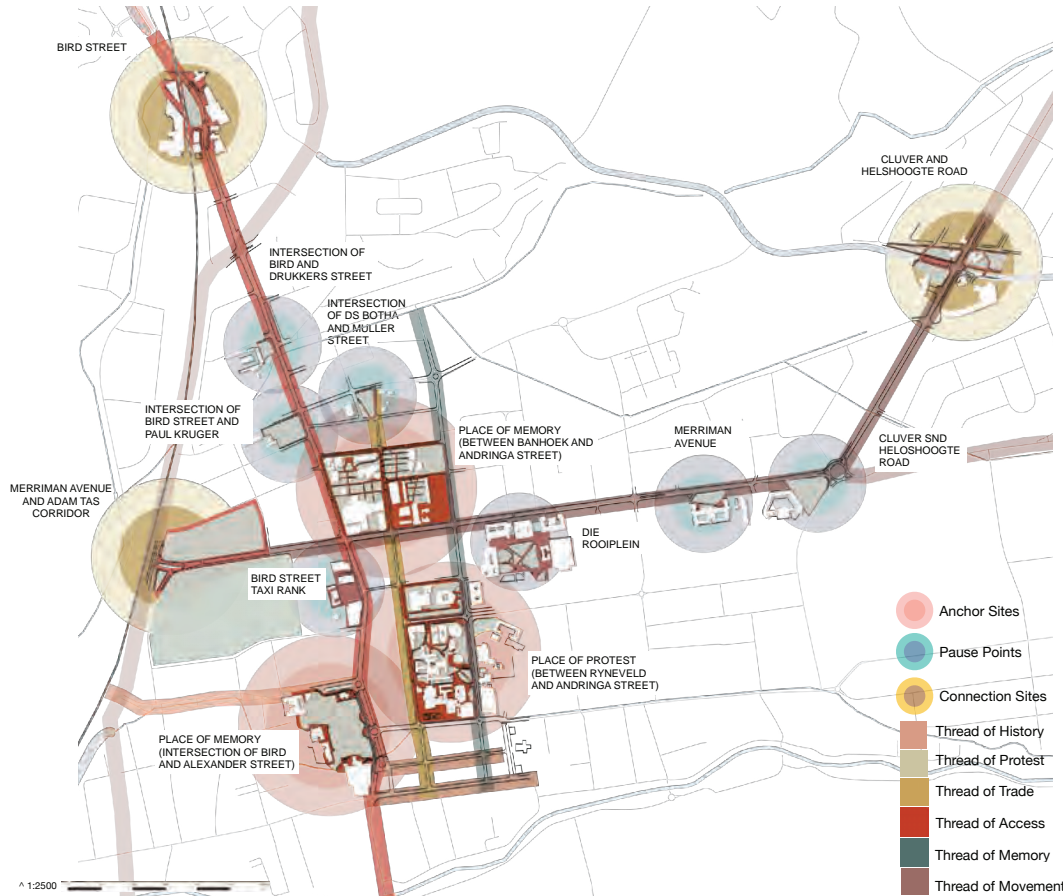 BIRD STREET
CLUVER AND
HELSHOOGTE ROAD
INTERSECTION OF
BIRD AND
DRUKKERS STREET
INTERSECTION
OF DS BOTHA
AND MULLER
STREET
INTERSECTION OF
BIRD STREET AND
PAUL KRUGER
PLACE OF MEMORY
(BETWEEN BANHOEK AND
ANDRINGA STREET)
MERRIMAN
AVENUE
CLUVER SND
HELOSHOOGTE
ROAD
MERRIMAN AVENUE
AND ADAM TAS
CORRIDOR
DIE
ROOIPLEIN
BIRD STREET
TAXI RANK
PLACE OF PROTEST
(BETWEEN RYNEVELD
AND ANDRINGA STREET)
PLACE OF MEMORY
(INTERSECTION OF BIRD
AND ALEXANDER STREET)
Anchor Sites
Pause Points
Connection Sites
Thread of History
Thread of Protest
Thread of Trade
Thread of Access
Thread of Memory
Thread of Movement
^ 1:2500